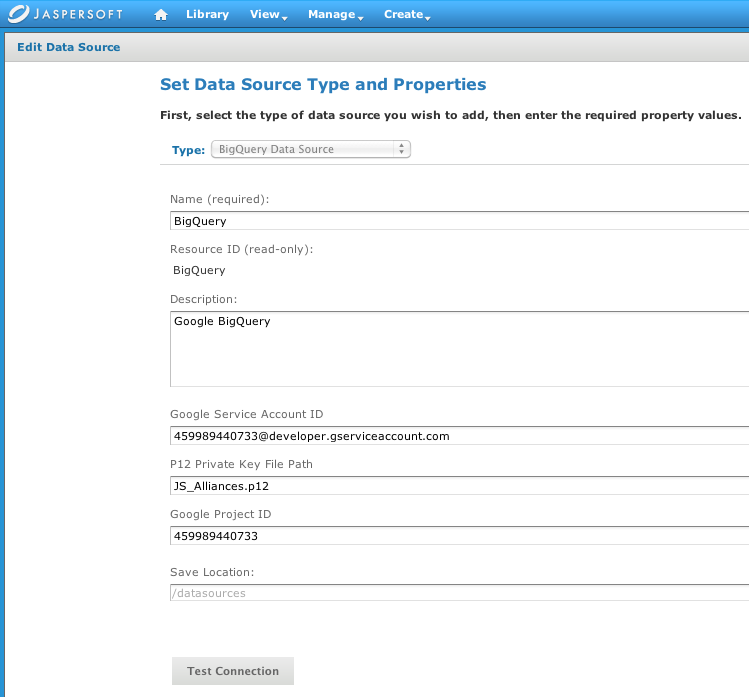 JASPERSOFT Library View Manage Create
Edit Data Source
Set Data Source Type and Properties
First, select the type of data source you wish to add, then enter the required property values.
Type: BigQuery Data Source
Name (required):
BigQuery
Resource ID (read-only):
BigQuery
Description:
Google BigQuery
Google Service Account ID
459989440733@developer.gserviceaccount.com
P12 Private Key File Path
JS_Alliances.p12
Google Project ID
459989440733
Save Location:
/datasources
Test Connection